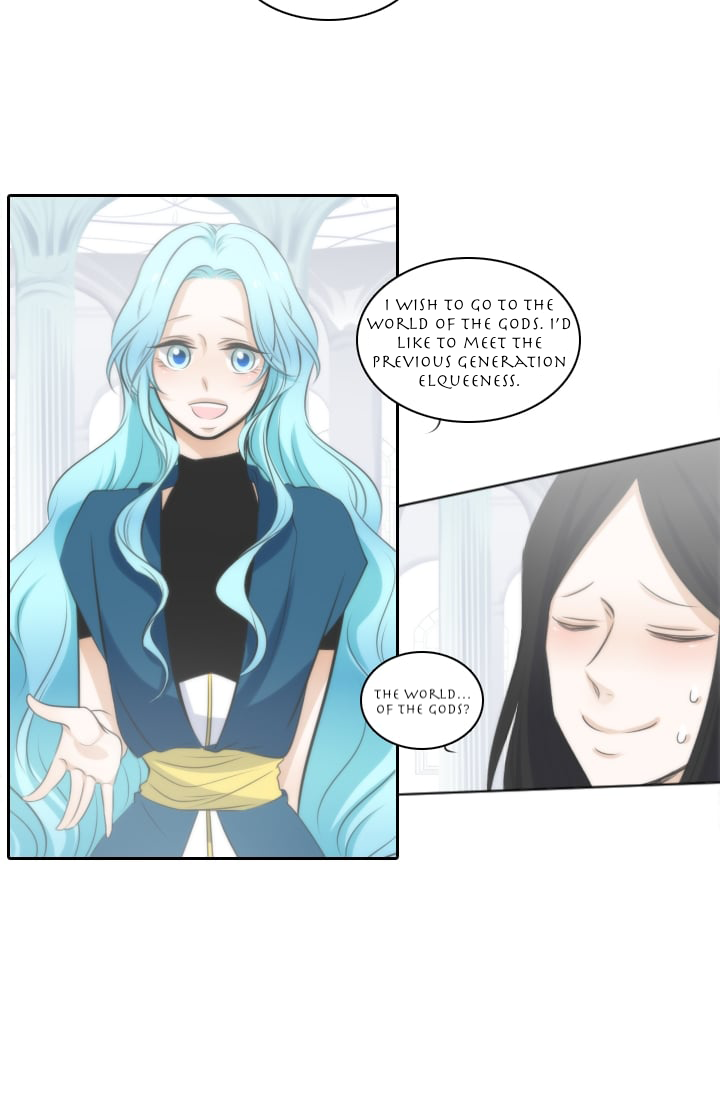 I WISH TO GO TO THE
WORLD OF THE GODS. I'D
LIKE TO MEET THE
PREVIOUS GENERATION
ELQUEENESS.
THE WORLD...
OF THE GODS?